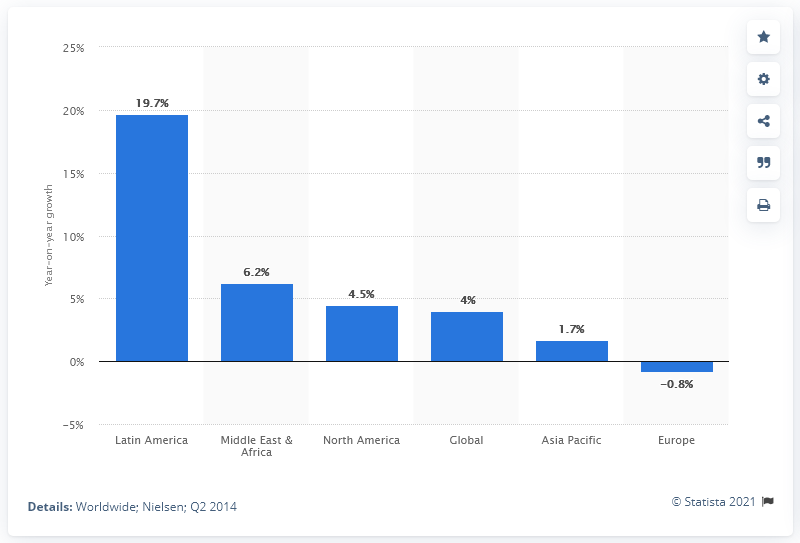 25%
20%
15%
10%
5%
0%
−5%
Year-on-year growth
19.7%
6.2%
4.5%
4%
1.7%
−0.8%
Latin America
Middle East &
Africa
North America
Global
Asia Pacific
Europe
Details: Worldwide; Nielsen; Q2 2014
© Statista 2021